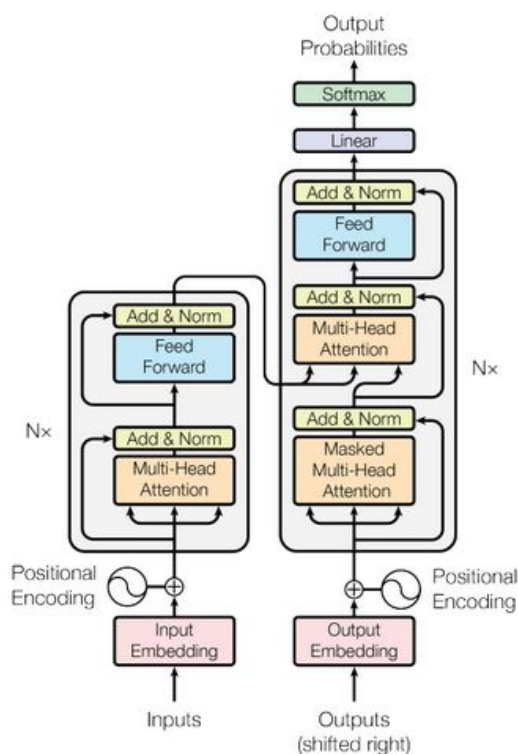 Output
Probabilities
Softmax
Linear
Add & Norm
Feed
Forward
Add & Norm
Multi-Head
Attention
Add & Norm
Masked
Multi-Head
Attention
N×
Add & Norm
Feed
Forward
N×
Add & Norm
Multi-Head
Attention
Positional
Encoding
Positional
Encoding
Input
Embedding
Output
Embedding
Inputs
Outputs
(shifted right)